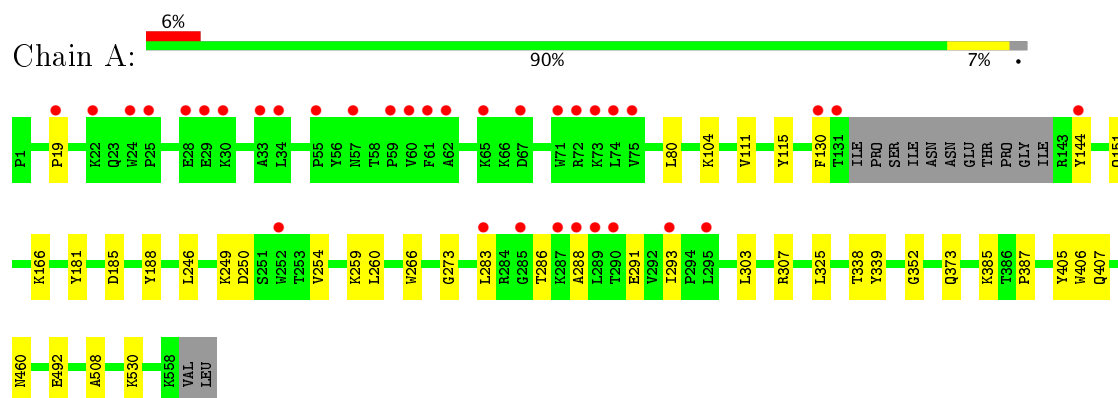 6%
Chain A:
90% 7% •
P1 P19 K22 Q23 W24 P25 N28 E29 K30 A33 L34 P55 Y56 N57 T58 P59 V60 F61 A62 K65 K66 D67 W71 R72 K73 L74 V75 L80 K104 V111 Y115 F130 T131 ILE PRO SER ILE ASN ASN GLU THR PRO GLY ILE R143 Y144 Q151
K166 Y181 D185 Y188 L246 K249 D250 S251 W252 T253 V254 K259 L260 W266 G273 L283 R284 G285 T286 K287 A288 L289 T290 E291 V292 I293 P294 L295 L303 R307 L325 T338 Y339 G352 Q373 K385 T386 P387 Y405 W406 Q407
N460 E492 A508 K530 K558 VAL LEU